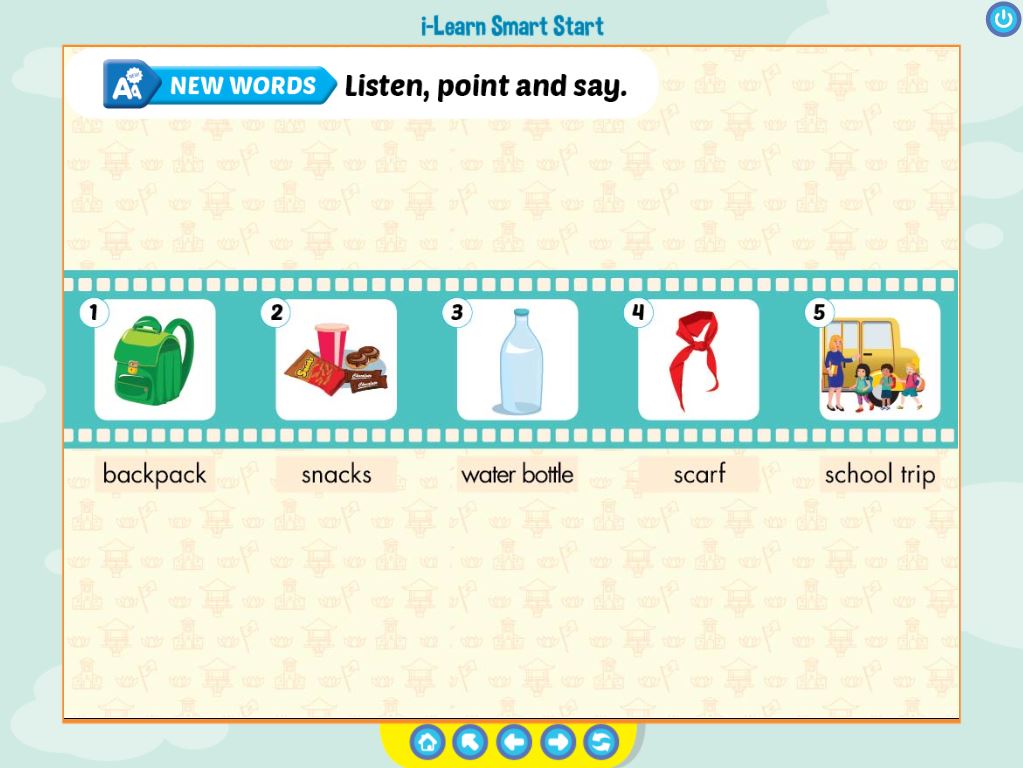 i-Learn Smart Start
NEW WORDS Listen, point and say.
1 2 3 4 5
backpack snacks water bottle scarf school trip